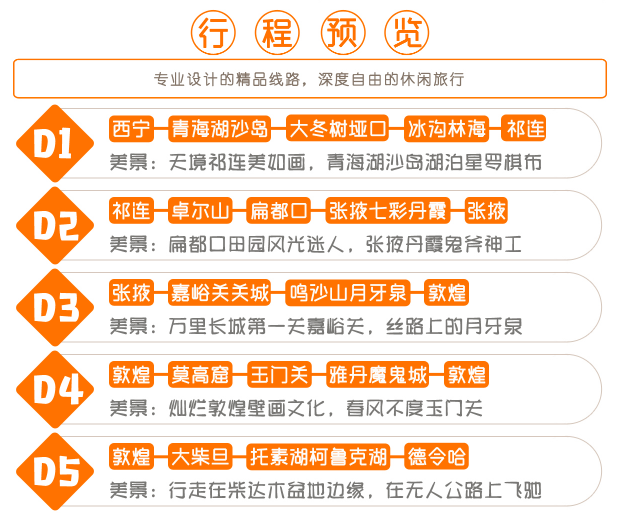 行程预览
专业设计的精品线路，深度自由的休闲旅行
D1
西宁—青海湖沙岛—大冬树垭口—冰沟林海—祁连
美景：天境祁连美如画，青海湖沙岛湖泊星罗棋布
D2
祁连—卓尔山—扁都口—张掖七彩丹霞—张掖
美景：扁都口田园风光迷人，张掖丹霞鬼斧神工
D3
张掖—嘉峪关关城—鸣沙山月牙泉—敦煌
美景：万里长城第一关嘉峪关，丝路上的月牙泉
D4
敦煌—莫高窟—玉门关—雅丹魔鬼城—敦煌
美景：灿烂敦煌壁画文化，春风不度玉门关
D5
敦煌—大柴旦—托素湖柯鲁克湖—德令哈
美景：行走在柴达木盆地边缘，在无人公路上飞驰